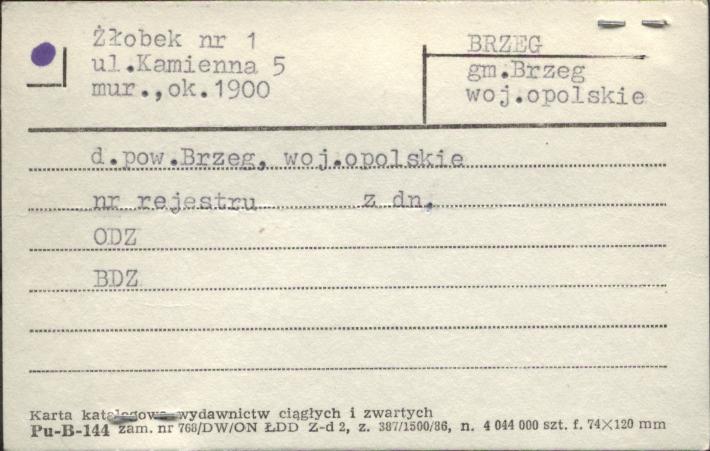 Żłobek nr 1
ul.Kamienna 5
mur.,ok.1900
BRZEG
gm.Brzeg
woj.opolskie
d.pow.Brzeg, woj.opolskie
nr rejestru z dn.
ODZ
BDZ
Karta katalogowa wydawnictw ciągłych i zwartych
Pu-B-144 zam. nr 768/DW/ON ŁDD Z-d 2, z. 387/1500/86, n. 4 044 000 szt. f. 74×120 mm